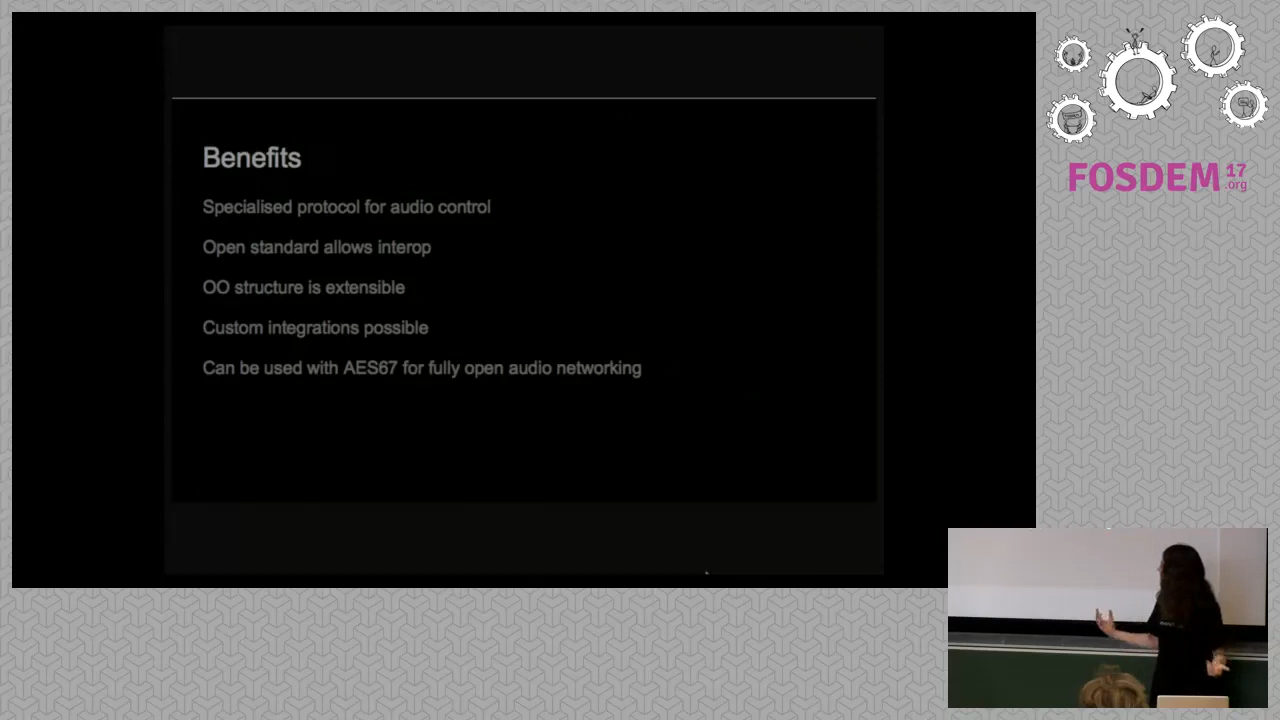 Benefits
Specialised protocol for audio control
Open standard allows interop
OO structure is extensible
Custom integrations possible
Can be used with AES67 for fully open audio networking
FOSDEM 17
.org